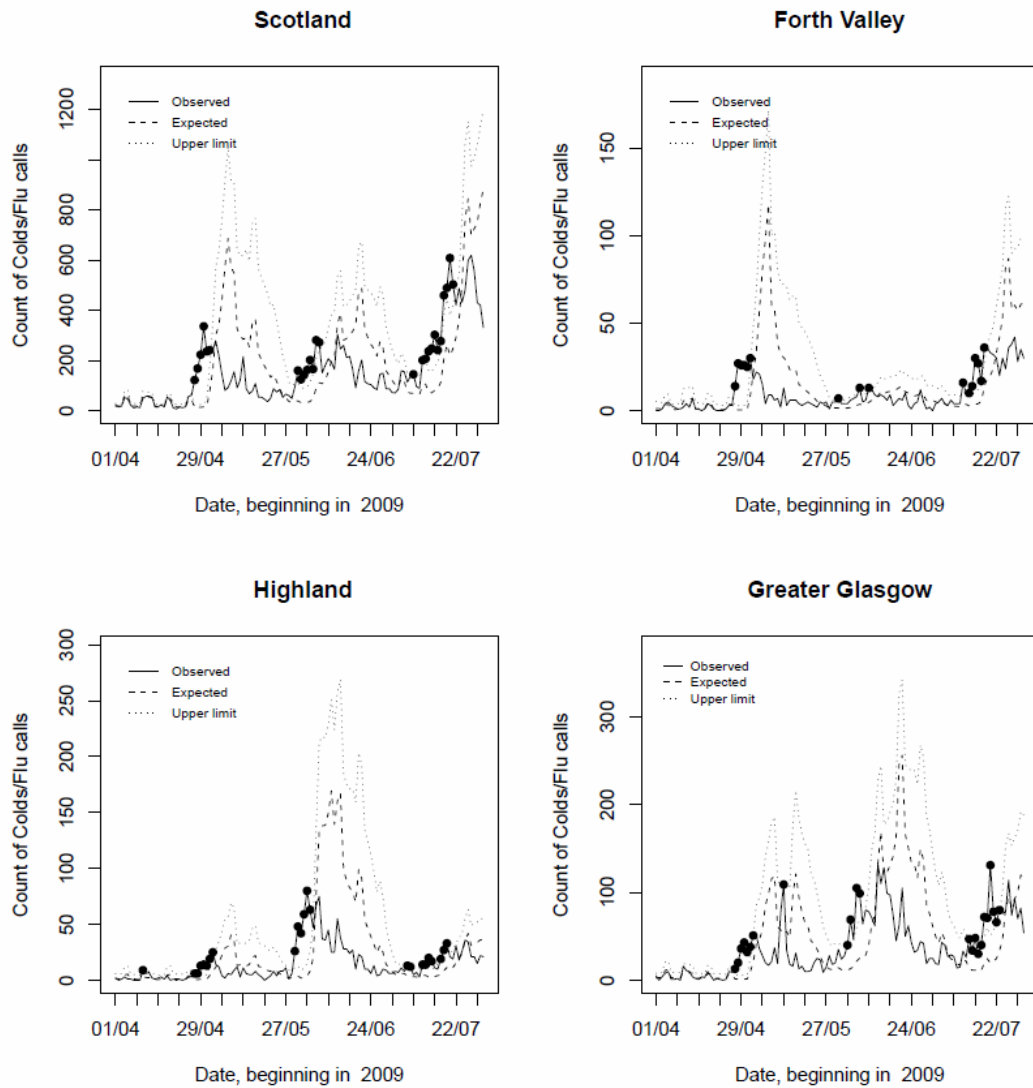 Scotland
Count of Colds/Flu calls
1200
800
600
400
200
0
Observed
Expected
Upper limit
01/04 29/04 27/05 24/06 22/07
Date, beginning in 2009
Forth Valley
Count of Colds/Flu calls
150
100
50
0
Observed
Expected
Upper limit
01/04 29/04 27/05 24/06 22/07
Date, beginning in 2009
Highland
Count of Colds/Flu calls
300
250
200
150
100
50
0
Observed
Expected
Upper limit
01/04 29/04 27/05 24/06 22/07
Date, beginning in 2009
Greater Glasgow
Count of Colds/Flu calls
300
200
100
0
Observed
Expected
Upper limit
01/04 29/04 27/05 24/06 22/07
Date, beginning in 2009